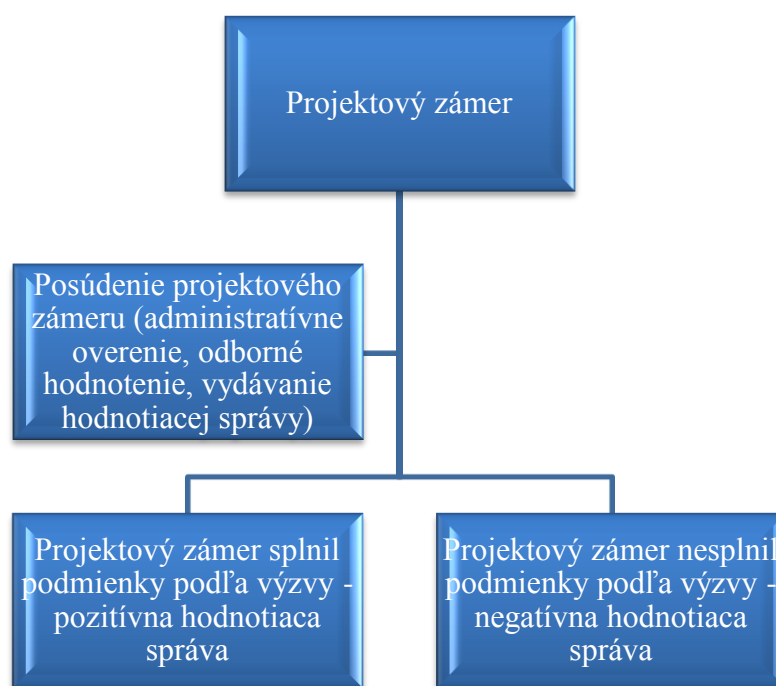 Projektový zámer
Posúdenie projektového
zámeru (administratívne
overenie, odborné
hodnotenie, vydávanie
hodnotiacej správy)
Projektový zámer splnil
podmienky podľa výzvy -
pozitívna hodnotiaca
správa
Projektový zámer nesplnil
podmienky podľa výzvy -
negatívna hodnotiaca
správa